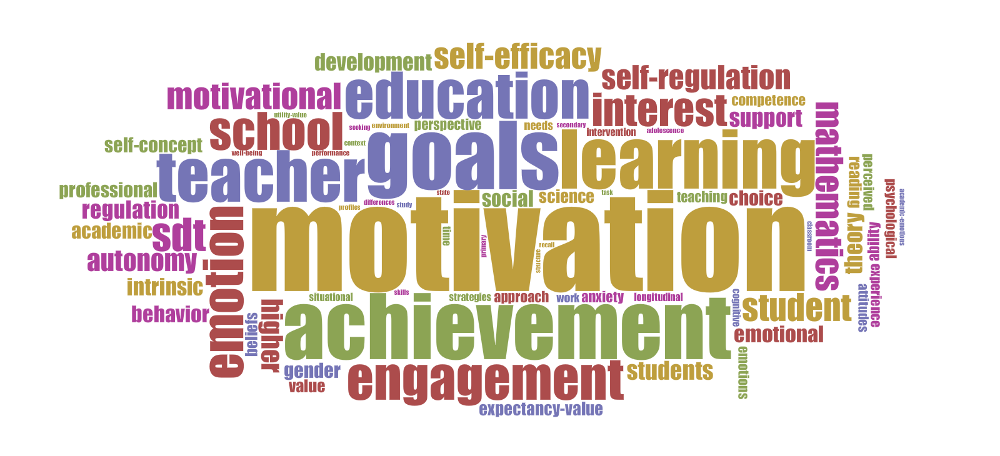 self-efficacy
development
self-regulation
education
motivational
interest
competence
support
school
utility-value
seeking
environment
perspective
needs
secondary
intervention
adolescence
mathematics
self-concept
well-being
performance
context
goals
learning
teacher
professional
regulation
academic
sdt
autonomy
intrinsic
behavior
emotion
state
social
science
task
teaching
choice
profiles
differences
study
motivation
time
primary
recall
structure
classroom
reading
perceived
psychological
academic-emotions
theory
ability
experience
attitudes
situational
skills
strategies
approach
work
anxiety
longitudinal
cognitive
student
beliefs
higher
achievement
emotional
emotions
gender
value
engagement
students
expectancy-value